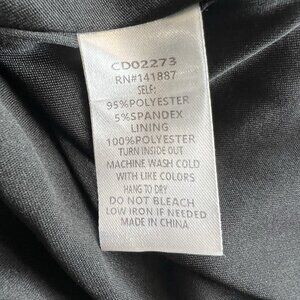 CD02273
RN#141887
SELF:
95%POLYESTER
5%SPANDEX
LINING
100%POLYESTER
TURN INSIDE OUT
MACHINE WASH COLD
WITH LIKE COLORS
HANG TO DRY
DO NOT BLEACH
LOW IRON IF NEEDED
MADE IN CHINA